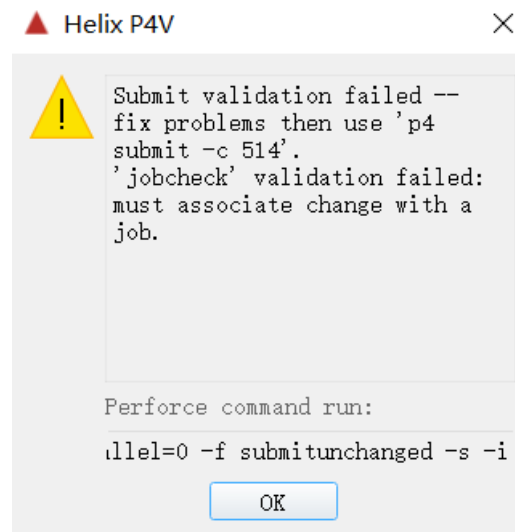 Helix P4V
Submit validation failed --
fix problems then use 'p4
submit -c 514'.
'jobcheck' validation failed:
must associate change with a
job.
Perforce command run:
allel=0 -f submitunchanged -s -i
OK